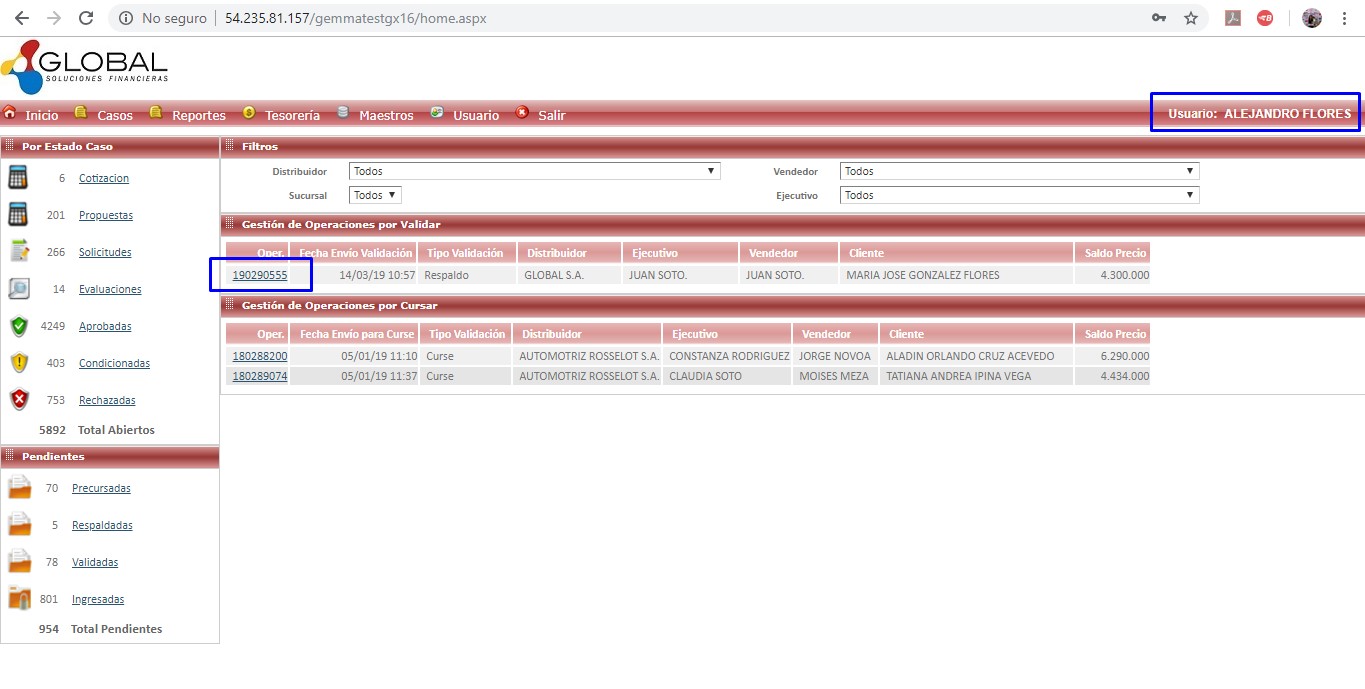 No seguro | 54.235.81.157/gemmatestgx16/home.aspx
GLOBAL
SOLUCIONES FINANCIERAS
Inicio Casos Reportes Tesorería Maestros Usuario Salir Usuario: ALEJANDRO FLORES
Por Estado Caso
6 Cotizacion
201 Propuestas
266 Solicitudes
14 Evaluaciones
4249 Aprobadas
403 Condicionadas
753 Rechazadas
5892 Total Abiertos
Pendientes
70 Precursadas
5 Respaldadas
78 Validadas
801 Ingresadas
954 Total Pendientes
Filtros
Distribuidor Todos Vendedor Todos
Sucursal Todos Ejecutivo Todos
Gestión de Operaciones por Validar
Oper. Fecha Envío Validación Tipo Validación Distribuidor Ejecutivo Vendedor Cliente Saldo Precio
190290555 14/03/19 10:57 Respaldo GLOBAL S.A. JUAN SOTO. JUAN SOTO. MARIA JOSE GONZALEZ FLORES 4.300.000
Gestión de Operaciones por Cursar
Oper. Fecha Envío para Curse Tipo Validación Distribuidor Ejecutivo Vendedor Cliente Saldo Precio
180288200 05/01/19 11:10 Curse AUTOMOTRIZ ROSSELOT S.A. CONSTANZA RODRIGUEZ JORGE NOVOA ALADIN ORLANDO CRUZ ACEVEDO 6.290.000
180289074 05/01/19 11:37 Curse AUTOMOTRIZ ROSSELOT S.A. CLAUDIA SOTO MOISES MEZA TATIANA ANDREA IPINA VEGA 4.434.000